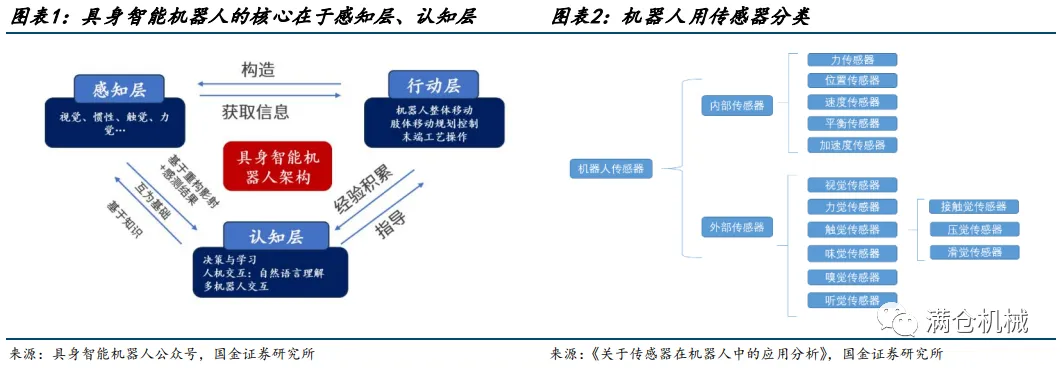 图表1：具身智能机器人的核心在于感知层、认知层
感知层
视觉、惯性、触觉、力
觉…
构造
获取信息
行动层
机器人整体移动
肢体移动规划控制
末端工艺操作
具身智能机
器人架构
基于重构影射
+感测结果
互为基础
基于知识
经验积累
指导
认知层
决策与学习
人机交互：自然语言理解
多机器人交互
来源：具身智能机器人公众号，国金证券研究所
图表2：机器人用传感器分类
机器人传感器
内部传感器
力传感器
位置传感器
速度传感器
平衡传感器
加速度传感器
外部传感器
视觉传感器
力觉传感器
触觉传感器
味觉传感器
嗅觉传感器
听觉传感器
接触觉传感器
压觉传感器
滑觉传感器
满仓机械
来源：《关于传感器在机器人中的应用分析》，国金证券研究所